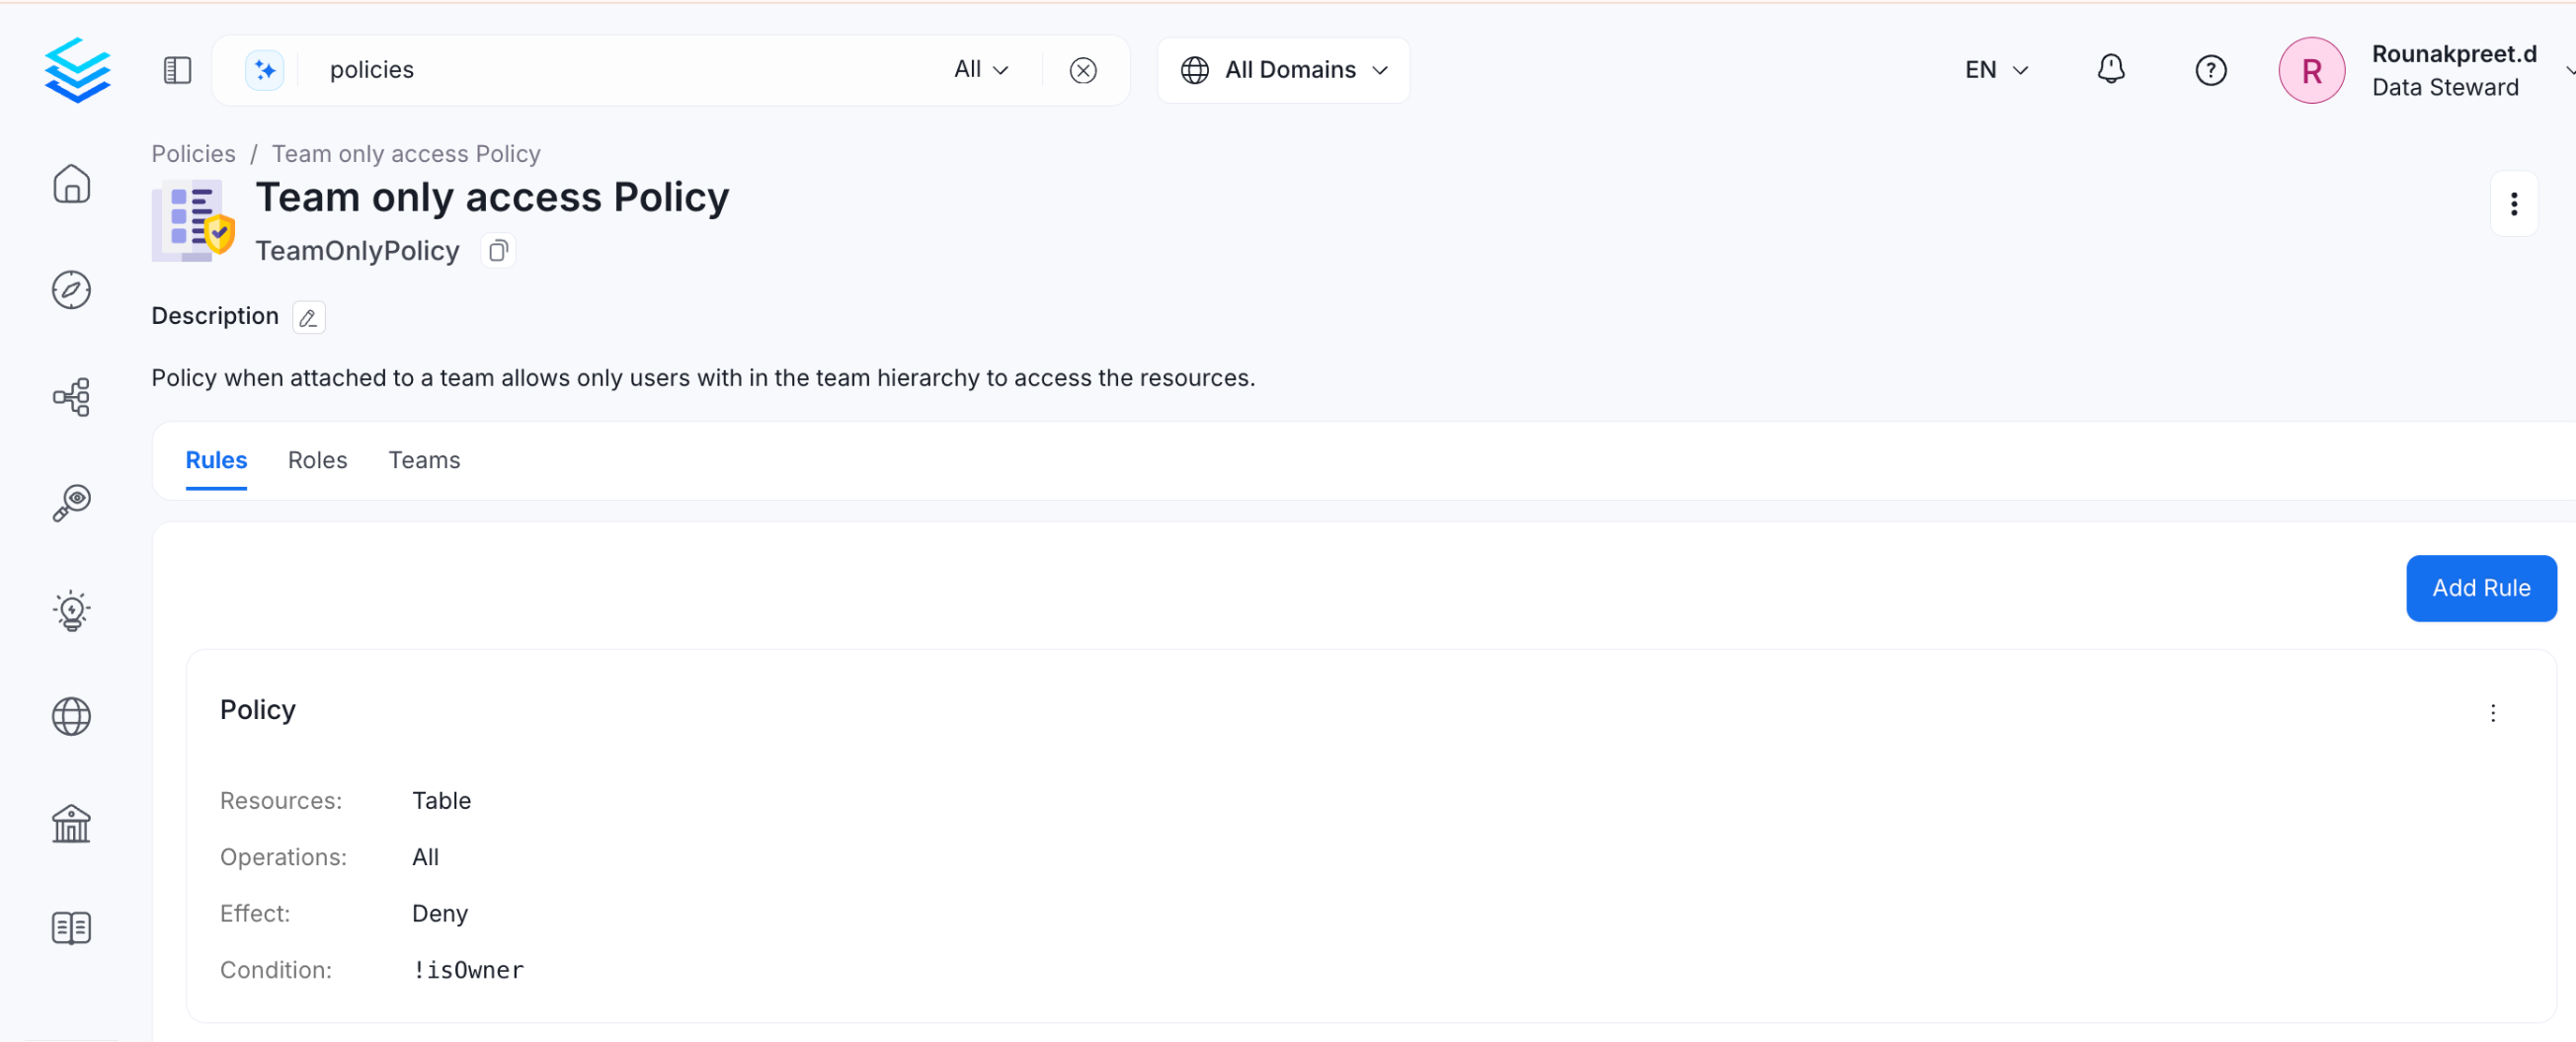 policies
All
All Domains
EN
R
Rounakpreet.d
Data Steward
Policies / Team only access Policy
Team only access Policy
TeamOnlyPolicy
Description
Policy when attached to a team allows only users with in the team hierarchy to access the resources.
Rules Roles Teams
Add Rule
Policy
Resources: Table
Operations: All
Effect: Deny
Condition: !isOwner